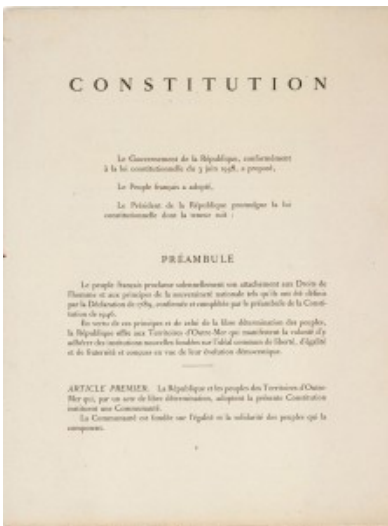 CONSTITUTION
Le Gouvernement de la République, conformément
à la loi constitutionnelle du 3 juin 1958, a proposé,
Le Peuple français a adopté,
Le Président de la République promulgue la loi
constitutionnelle dont la teneur suit :
PRÉAMBULE
Le peuple français proclame solennellement son attachement aux Droits de
l'homme et aux principes de la souveraineté nationale tels qu'ils ont été définis
par la Déclaration de 1789, confirmée et complétée par le préambule de la Consti-
tution de 1946.
En vertu de ces principes et de celui de la libre détermination des peuples,
la République offre aux Territoires d'Outre-Mer qui manifestent la volonté d'y
adhérer des institutions nouvelles fondées sur l'idéal commun de liberté, d'égalité
et de fraternité et conçues en vue de leur évolution démocratique.
ARTICLE PREMIER. La République et les peuples des Territoires d'Outre-
Mer qui, par un acte de libre détermination, adoptent la présente Constitution
instituent une Communauté.
La Communauté est fondée sur l'égalité et la solidarité des peuples qui la
composent.